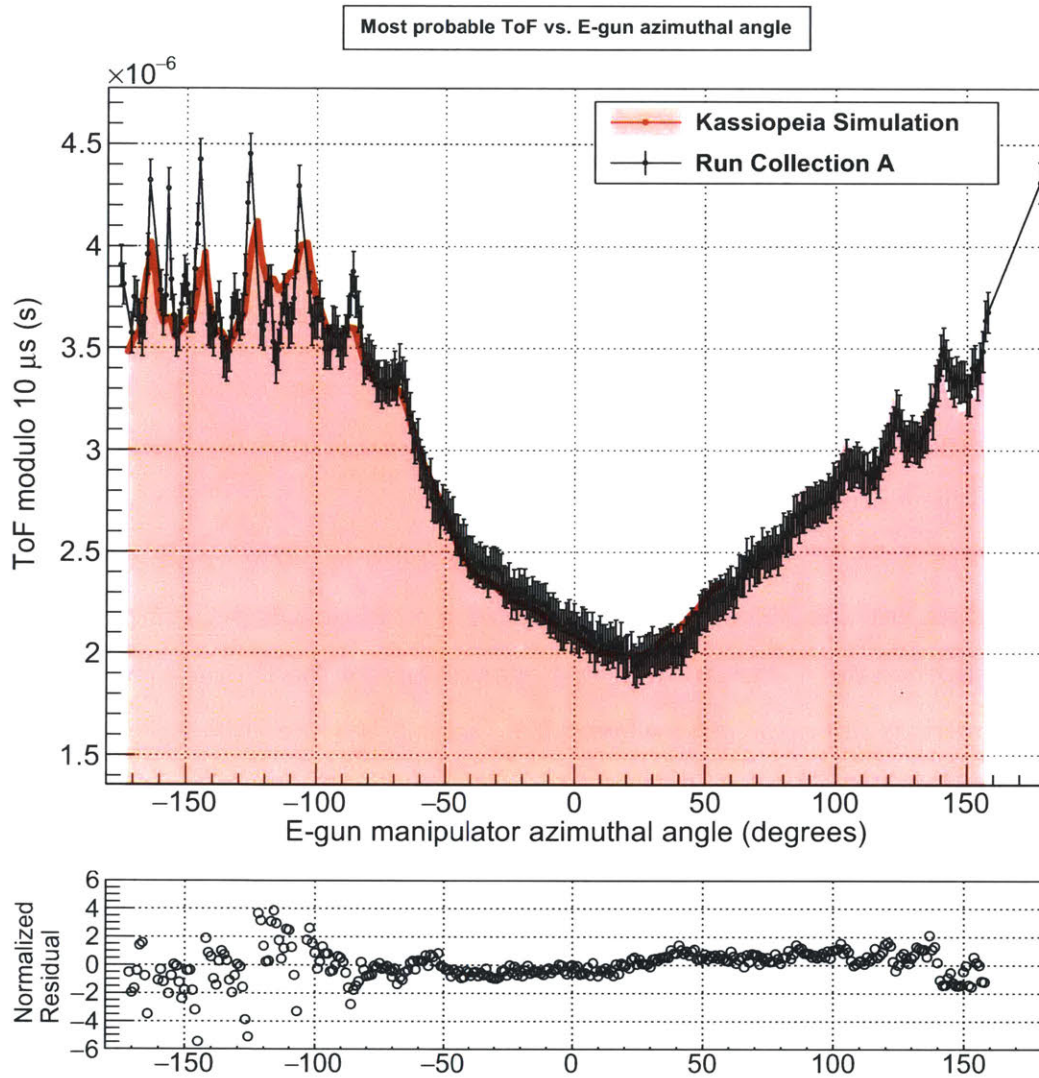 Most probable ToF vs. E-gun azimuthal angle
×10⁻⁶
Kassiopeia Simulation
Run Collection A
4.5
4
3.5
3
2.5
2
1.5
ToF modulo 10 μs (s)
−150 −100 −50 0 50 100 150
E-gun manipulator azimuthal angle (degrees)
6
4
2
0
−2
−4
−6
Normalized
Residual
−150 −100 −50 0 50 100 150